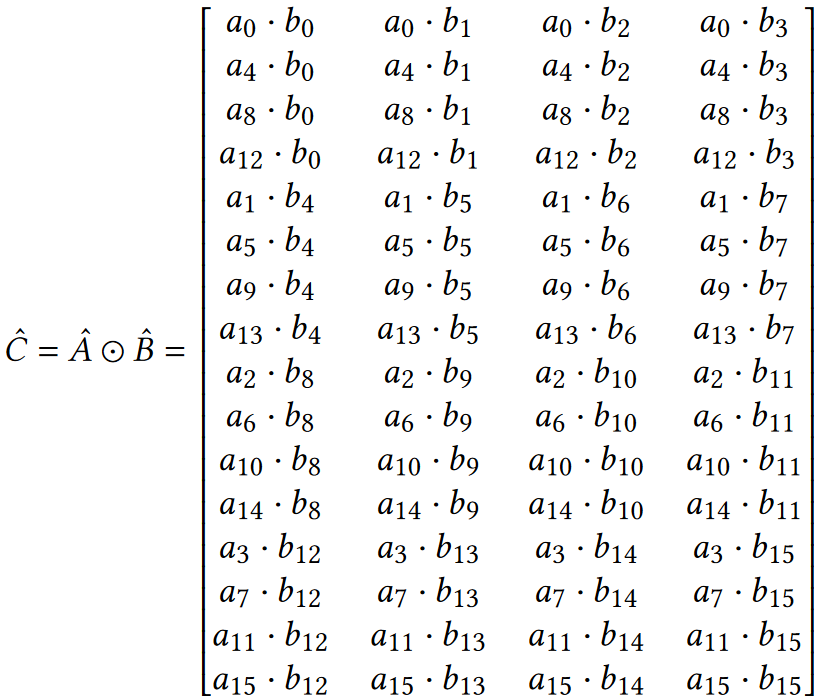 a₀ · b₀ a₀ · b₁ a₀ · b₂ a₀ · b₃
a₄ · b₀ a₄ · b₁ a₄ · b₂ a₄ · b₃
a₈ · b₀ a₈ · b₁ a₈ · b₂ a₈ · b₃
a₁₂ · b₀ a₁₂ · b₁ a₁₂ · b₂ a₁₂ · b₃
a₁ · b₄ a₁ · b₅ a₁ · b₆ a₁ · b₇
a₅ · b₄ a₅ · b₅ a₅ · b₆ a₅ · b₇
a₉ · b₄ a₉ · b₅ a₉ · b₆ a₉ · b₇
Ĉ = Â ⊙ B̂ = a₁₃ · b₄ a₁₃ · b₅ a₁₃ · b₆ a₁₃ · b₇
a₂ · b₈ a₂ · b₉ a₂ · b₁₀ a₂ · b₁₁
a₆ · b₈ a₆ · b₉ a₆ · b₁₀ a₆ · b₁₁
a₁₀ · b₈ a₁₀ · b₉ a₁₀ · b₁₀ a₁₀ · b₁₁
a₁₄ · b₈ a₁₄ · b₉ a₁₄ · b₁₀ a₁₄ · b₁₁
a₃ · b₁₂ a₃ · b₁₃ a₃ · b₁₄ a₃ · b₁₅
a₇ · b₁₂ a₇ · b₁₃ a₇ · b₁₄ a₇ · b₁₅
a₁₁ · b₁₂ a₁₁ · b₁₃ a₁₁ · b₁₄ a₁₁ · b₁₅
a₁₅ · b₁₂ a₁₅ · b₁₃ a₁₅ · b₁₄ a₁₅ · b₁₅